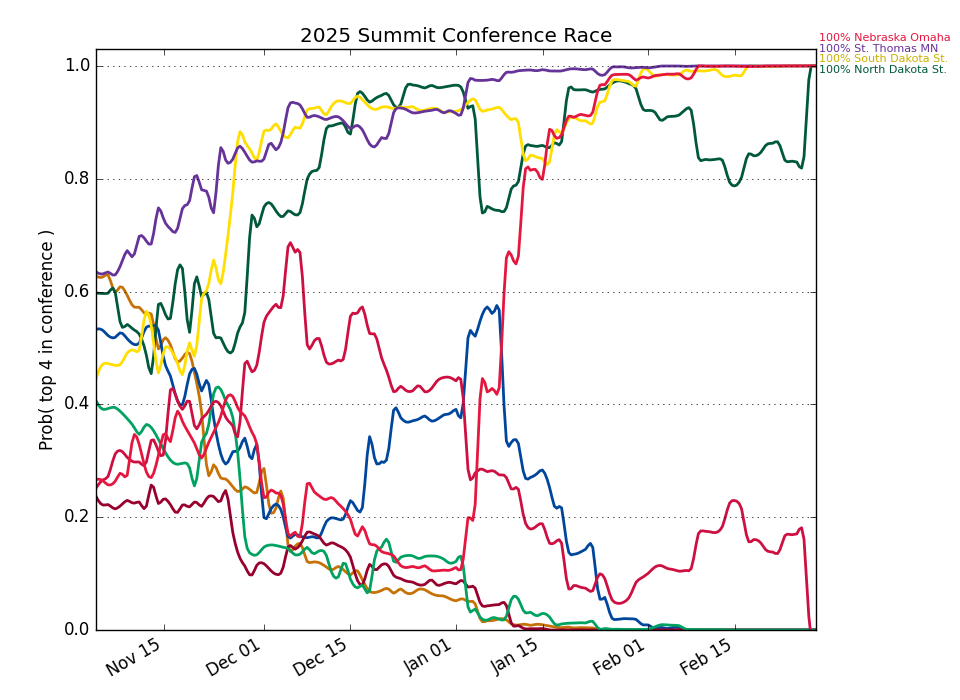 2025 Summit Conference Race
100% Nebraska Omaha
100% St. Thomas MN
100% South Dakota St.
100% North Dakota St.
1.0
0.8
0.6
0.4
0.2
0.0
Prob( top 4 in conference )
Nov 15
Dec 01
Dec 15
Jan 01
Jan 15
Feb 01
Feb 15